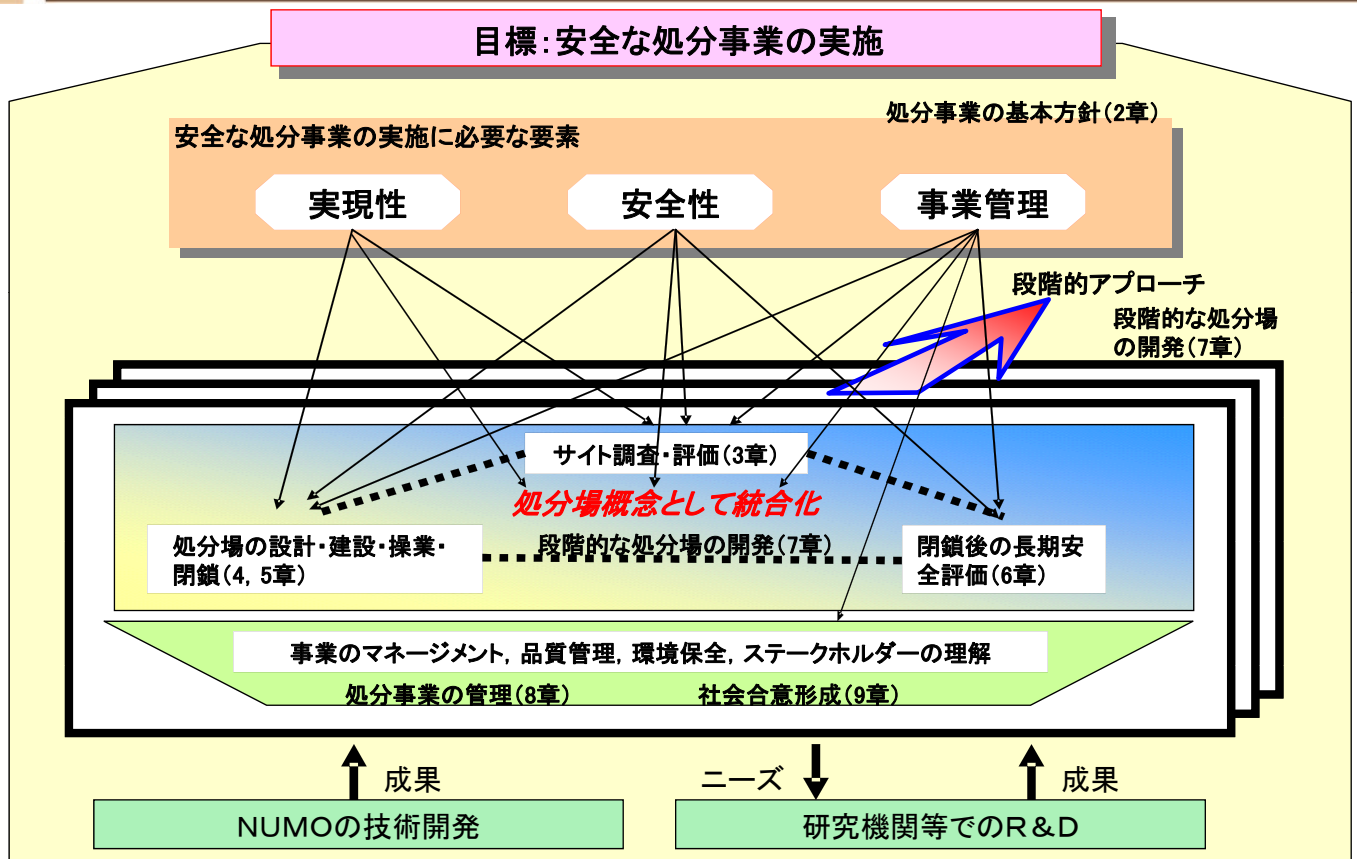 目標:安全な処分事業の実施
処分事業の基本方針(2章)
安全な処分事業の実施に必要な要素
実現性
安全性
事業管理
段階的アプローチ
段階的な処分場
の開発(7章)
サイト調査・評価(3章)
処分場概念として統合化
処分場の設計・建設・操業・
閉鎖(4, 5章)
段階的な処分場の開発(7章)
閉鎖後の長期安
全評価(6章)
事業のマネージメント, 品質管理, 環境保全, ステークホルダーの理解
処分事業の管理(8章)
社会合意形成(9章)
成果
ニーズ
成果
NUMOの技術開発
研究機関等でのR&D